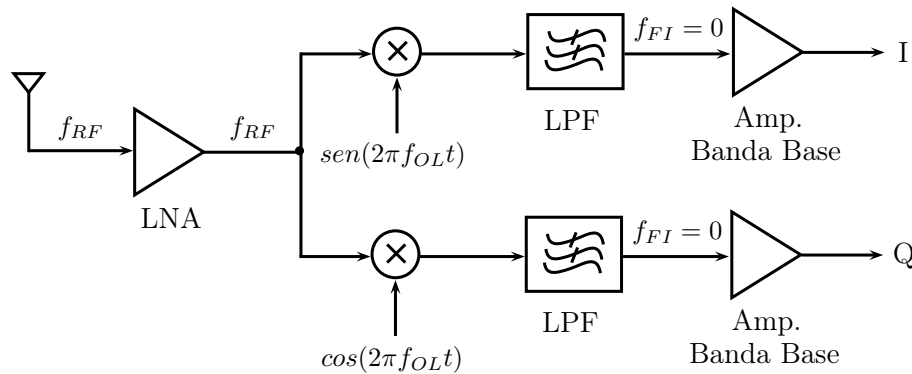 f_{FI} = 0
I
f_{RF}
f_{RF}
LPF
Amp.
Banda Base
sen(2πf_{OL}t)
LNA
f_{FI} = 0
Q
LPF
Amp.
Banda Base
cos(2πf_{OL}t)